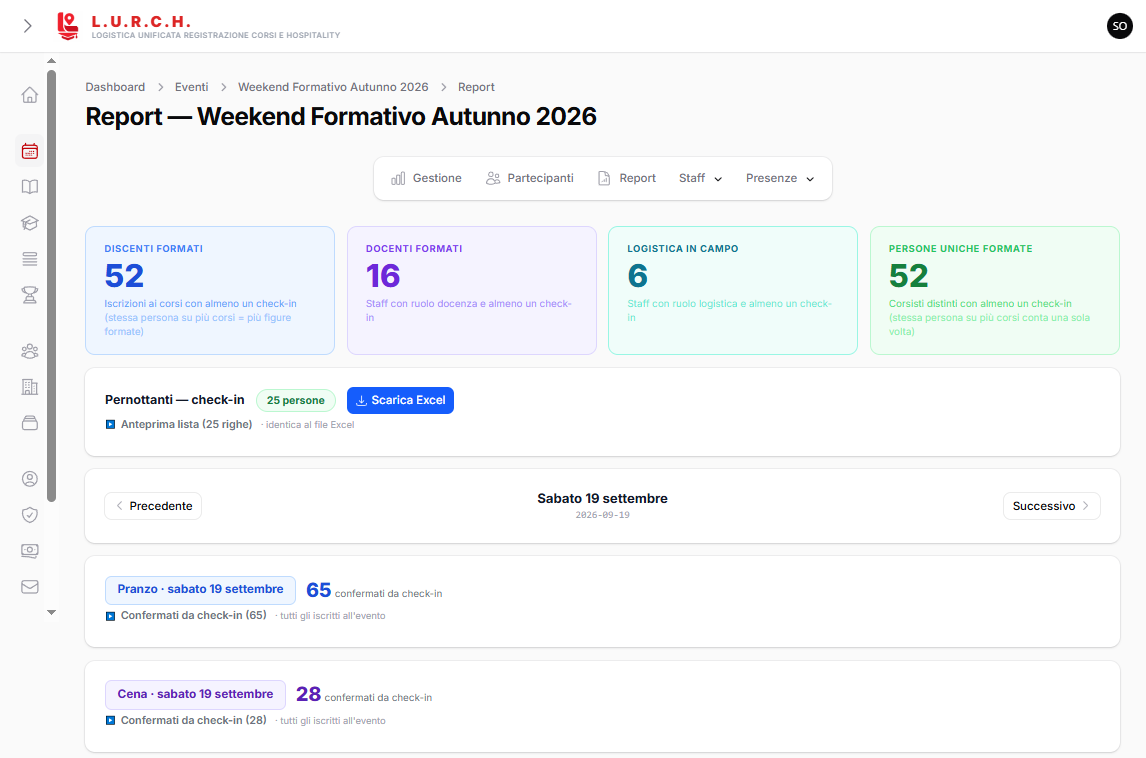 L.U.R.C.H.
LOGISTICA UNIFICATA REGISTRAZIONE CORSI E HOSPITALITY
SO
Dashboard > Eventi > Weekend Formativo Autunno 2026 > Report
Report — Weekend Formativo Autunno 2026
Gestione Partecipanti Report Staff Presenze
DISCENTI FORMATI
52
Iscrizioni ai corsi con almeno un check-in
(stessa persona su più corsi = più figure
formate)
DOCENTI FORMATI
16
Staff con ruolo docenza e almeno un check-
in
LOGISTICA IN CAMPO
6
Staff con ruolo logistica e almeno un check-
in
PERSONE UNICHE FORMATE
52
Corsisti distinti con almeno un check-in
(stessa persona su più corsi conta una sola
volta)
Pernottanti — check-in 25 persone Scarica Excel
Anteprima lista (25 righe) · identica al file Excel
Precedente
Sabato 19 settembre
2026-09-19
Successivo
Pranzo · sabato 19 settembre 65 confermati da check-in
Confermati da check-in (65) · tutti gli iscritti all'evento
Cena · sabato 19 settembre 28 confermati da check-in
Confermati da check-in (28) · tutti gli iscritti all'evento